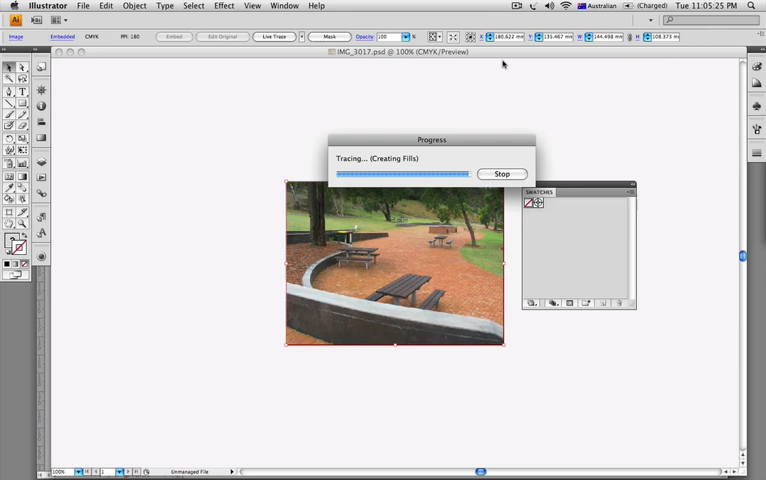 Illustrator File Edit Object Type Select Effect View Window Help Australian (Charged) Tue 11:05:25 PM
Ai
Image Embedded CMYK PPI: 180 Embed Edit Original Live Trace Mask Opacity: 100 % X: 180.622 mm Y: 135.467 mm W: 144.498 mm H: 108.373 mm
IMG_3017.psd @ 100% (CMYK/Preview)
Progress
Tracing... (Creating Fills)
Stop
SWATCHES
100% 1 Unmanaged File